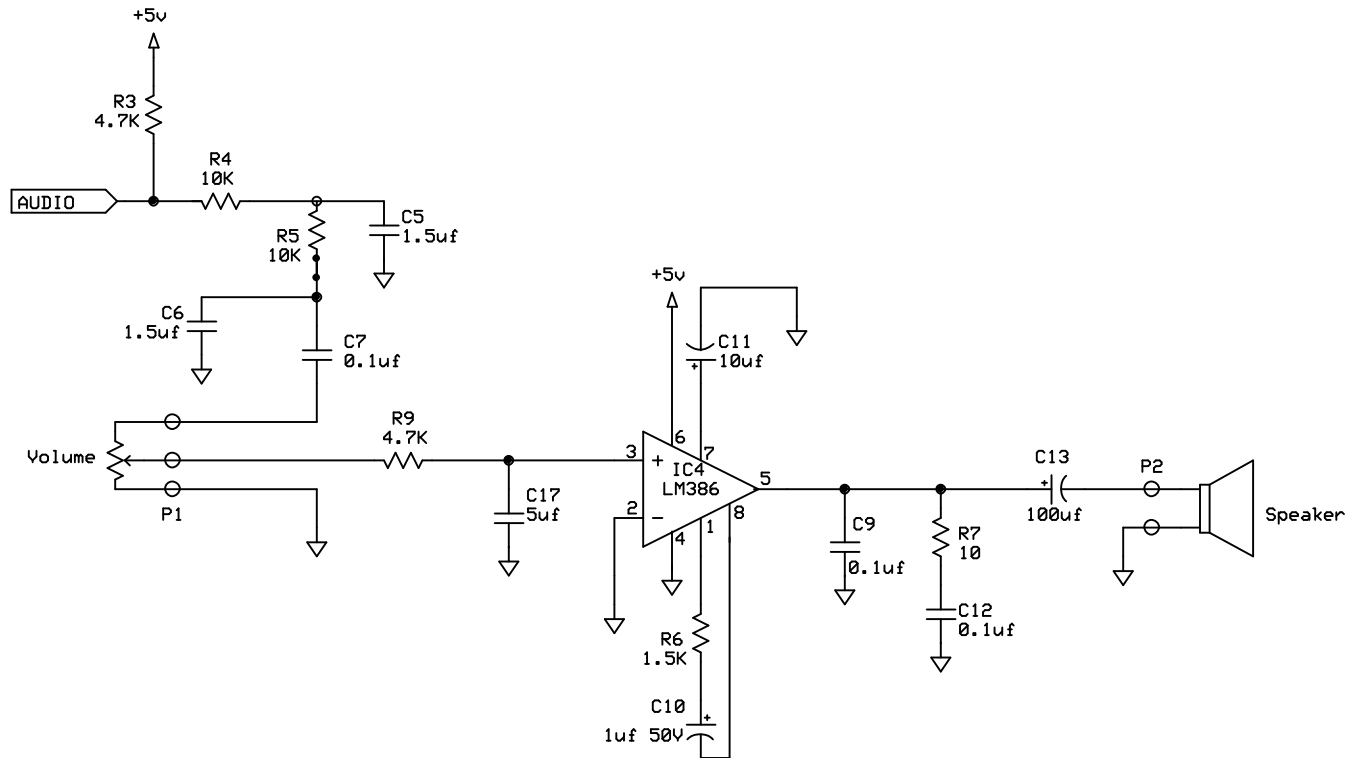 +5v
R3
4.7K
R4
10K
AUDIO
R5
10K
C5
1.5uf
+5v
C6
1.5uf
C7
0.1uf
C11
+
10uf
R9
4.7K
Volume
P1
3
+
6
7
IC4
LM386
5
2
-
4
1
8
C17
5uf
C9
0.1uf
R7
10
C12
0.1uf
C13
+
100uf
P2
Speaker
R6
1.5K
C10
+
1uf 50V